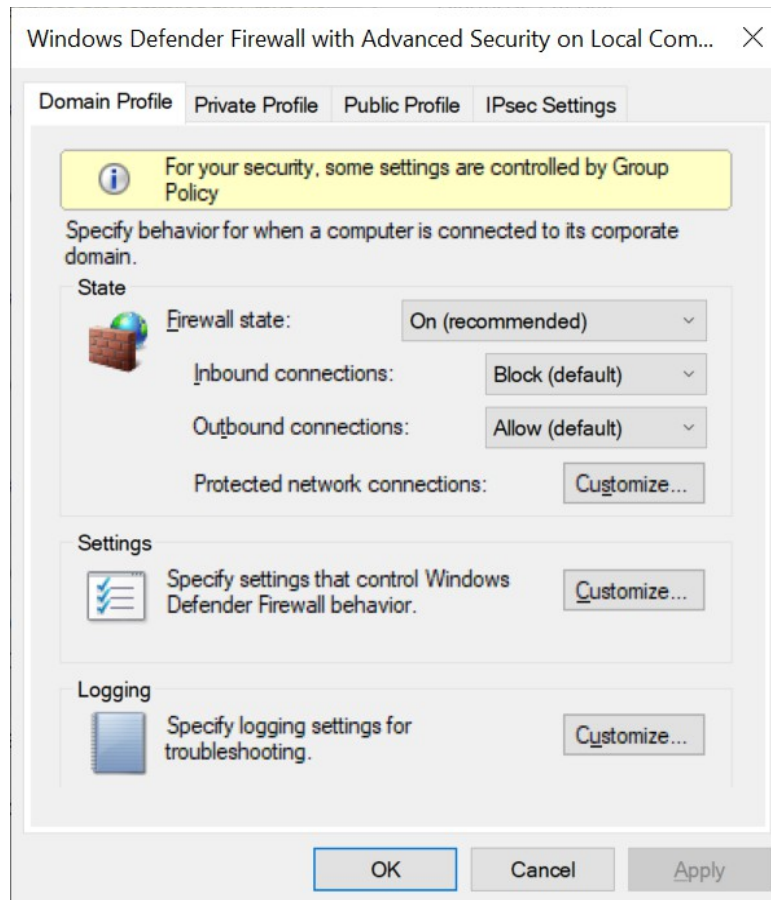 Windows Defender Firewall with Advanced Security on Local Com...
Domain Profile Private Profile Public Profile IPsec Settings
For your security, some settings are controlled by Group
Policy
Specify behavior for when a computer is connected to its corporate
domain.
State
Firewall state: On (recommended)
Inbound connections: Block (default)
Outbound connections: Allow (default)
Protected network connections: Customize...
Settings
Specify settings that control Windows
Defender Firewall behavior.
Customize...
Logging
Specify logging settings for
troubleshooting.
Customize...
OK Cancel Apply